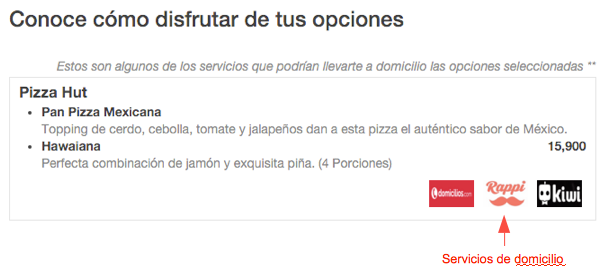 Conoce cómo disfrutar de tus opciones
Estos son algunos de los servicios que podrían llevarte a domicilio las opciones seleccionadas **
Pizza Hut
• Pan Pizza Mexicana
Topping de cerdo, cebolla, tomate y jalapeños dan a esta pizza el auténtico sabor de México.
• Hawaiana 15,900
Perfecta combinación de jamón y exquisita piña. (4 Porciones)
domicilios.com Rappi kiwi
Servicios de domicilio